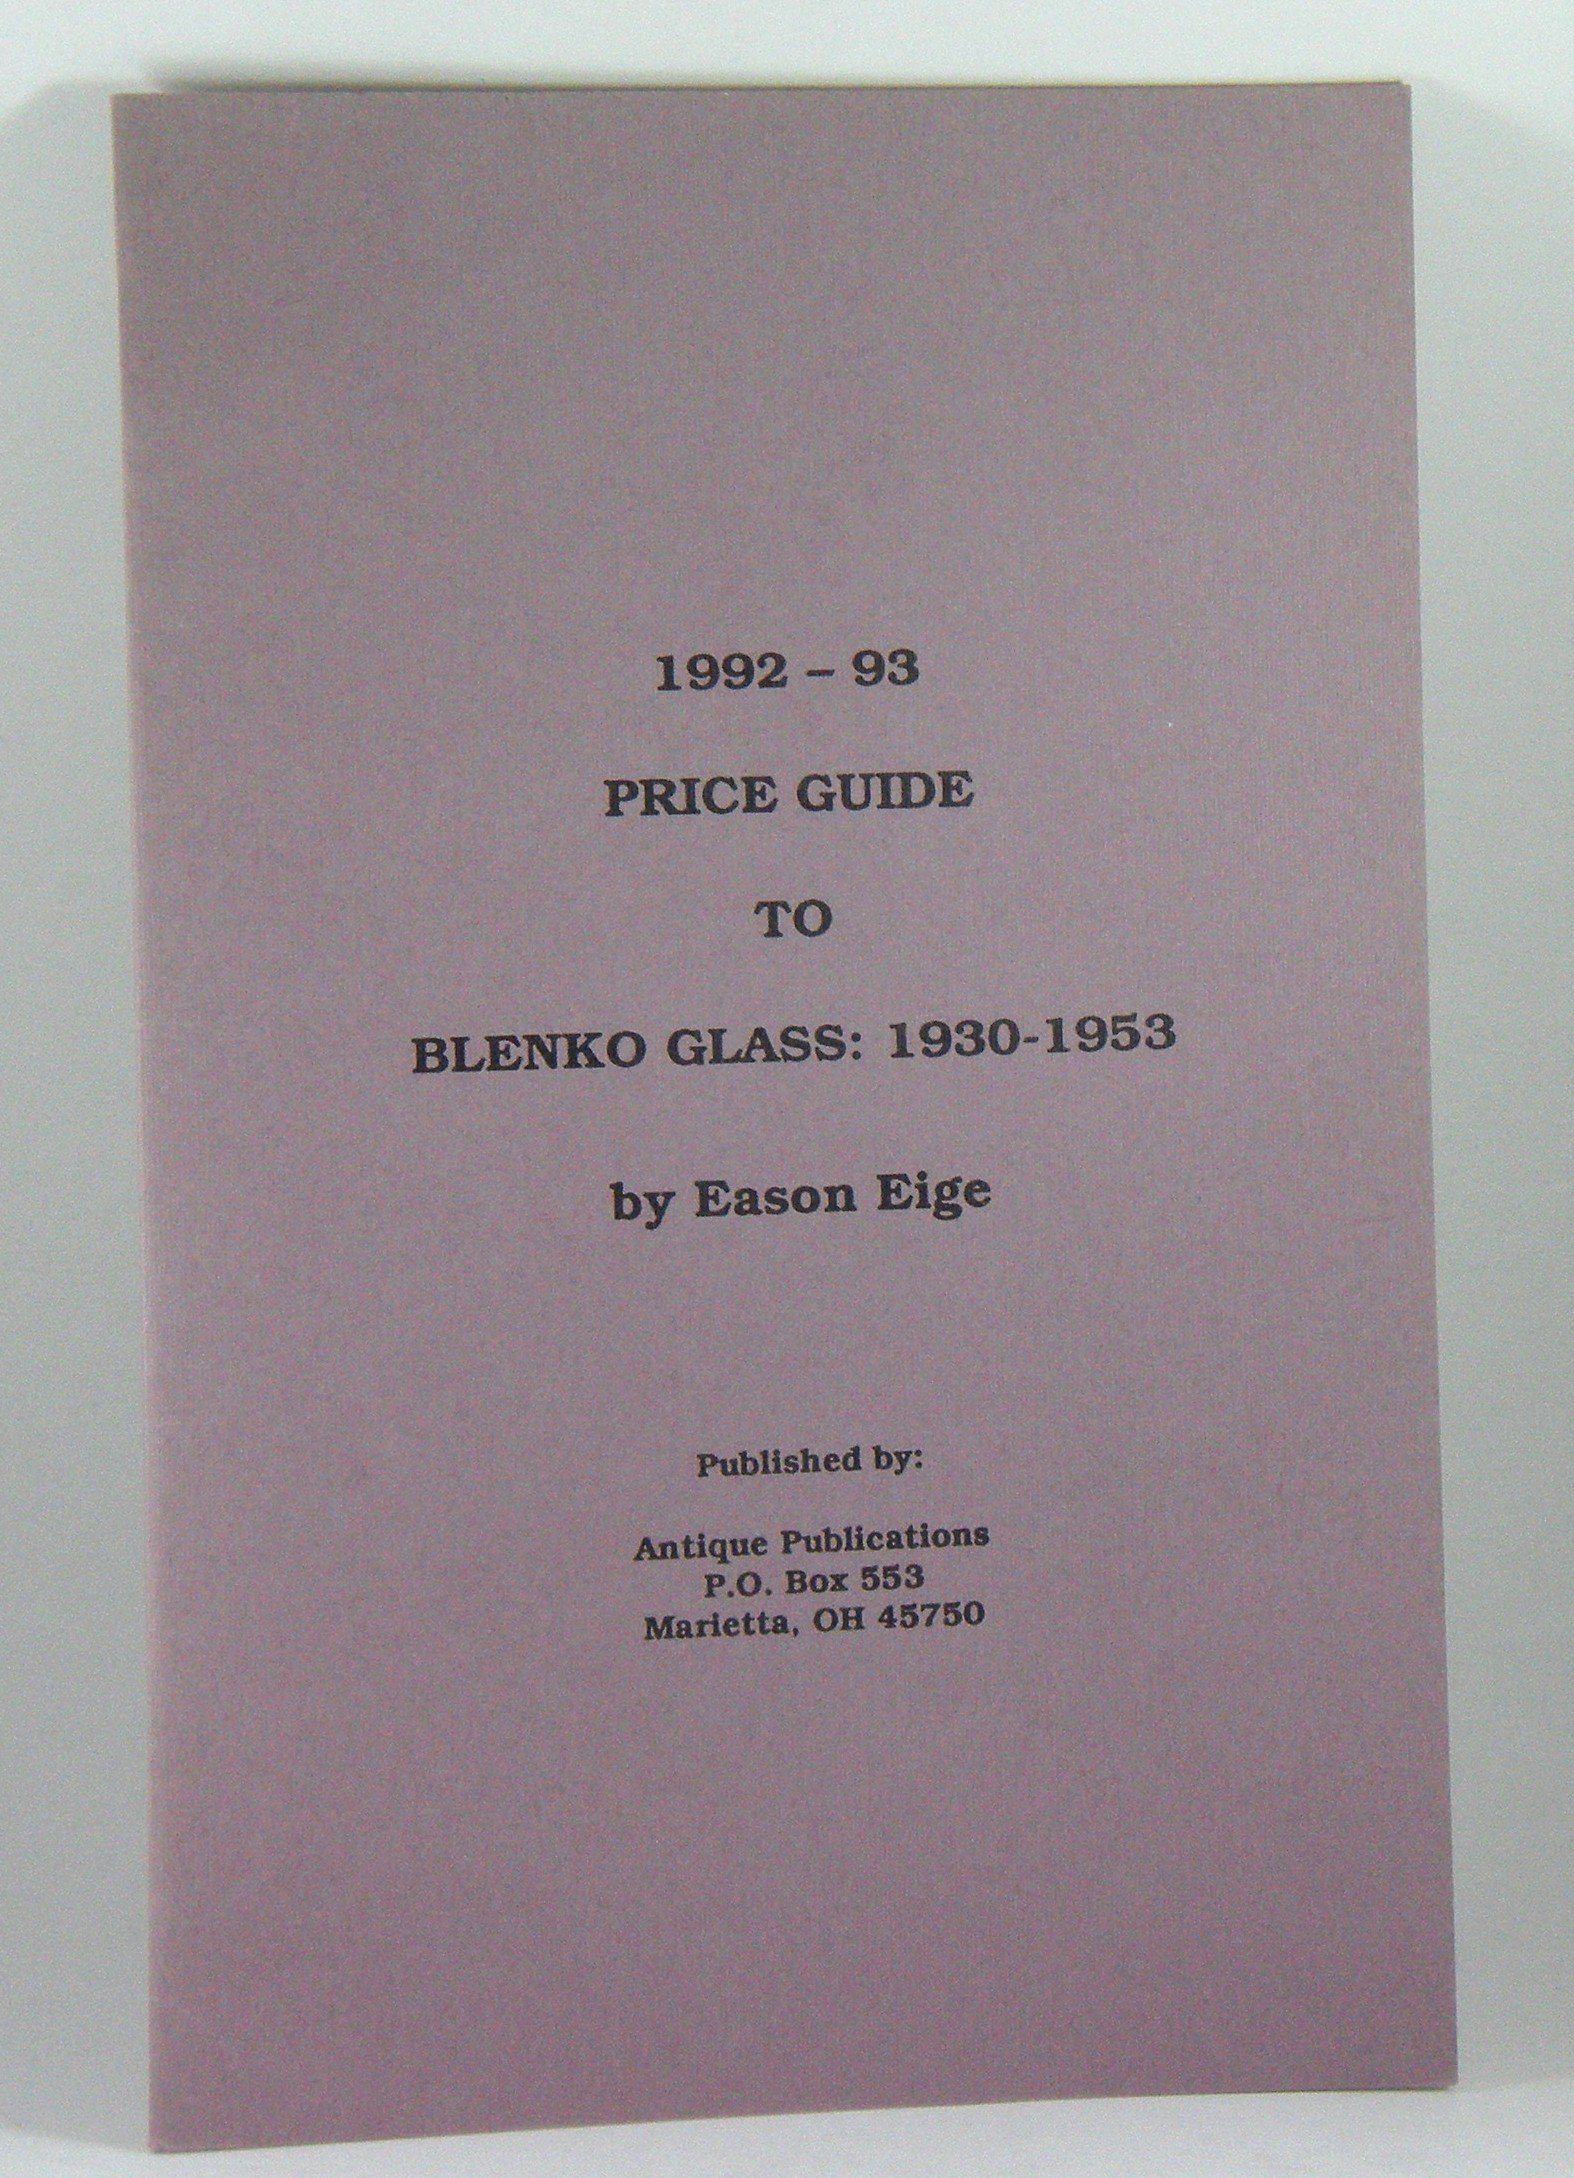 1992 – 93
PRICE GUIDE
TO
BLENKO GLASS: 1930-1953
by Eason Eige
Published by:
Antique Publications
P.O. Box 553
Marietta, OH 45750